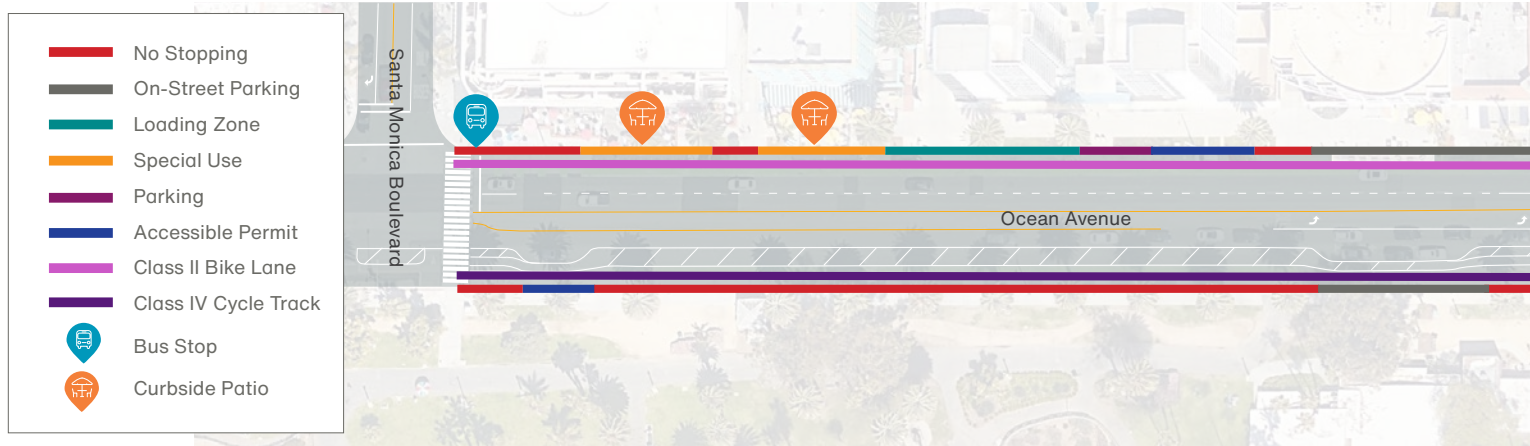 No Stopping
On-Street Parking
Loading Zone
Special Use
Parking
Accessible Permit
Class II Bike Lane
Class IV Cycle Track
Bus Stop
Curbside Patio
Santa Monica Boulevard
Ocean Avenue